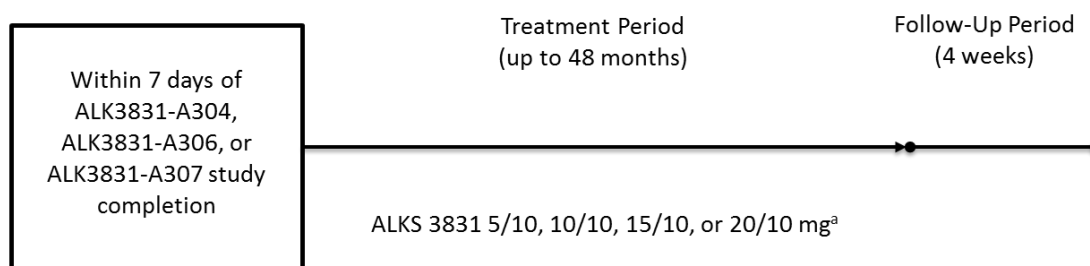 Treatment Period
(up to 48 months)
Follow-Up Period
(4 weeks)
Within 7 days of
ALK3831-A304,
ALK3831-A306, or
ALK3831-A307 study
completion
ALKS 3831 5/10, 10/10, 15/10, or 20/10 mgᵃ